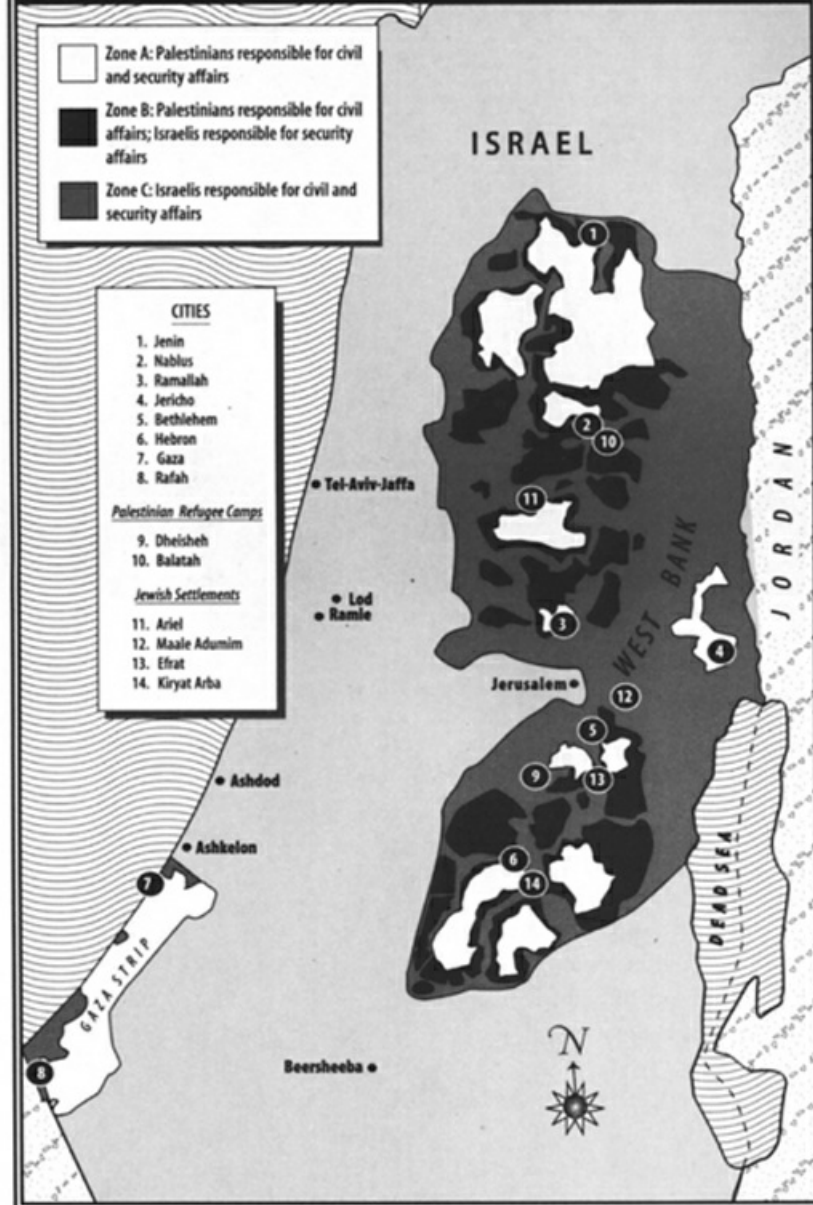 Zone A: Palestinians responsible for civil
and security affairs
Zone B: Palestinians responsible for civil
affairs; Israelis responsible for security
affairs
Zone C: Israelis responsible for civil and
security affairs
ISRAEL
CITIES
1. Jenin
2. Nablus
3. Ramallah
4. Jericho
5. Bethlehem
6. Hebron
7. Gaza
8. Rafah
Palestinian Refugee Camps
9. Dheisheh
10. Balatah
Jewish Settlements
11. Ariel
12. Maale Adumim
13. Efrat
14. Kiryat Arba
1
2
10
Tel-Aviv-Jaffa
11
JORDAN
WEST BANK
Lod
Ramle
3
4
Jerusalem
12
5
9
13
Ashdod
Ashkelon
6
14
7
DEAD SEA
GAZA STRIP
N
8
Beersheeba